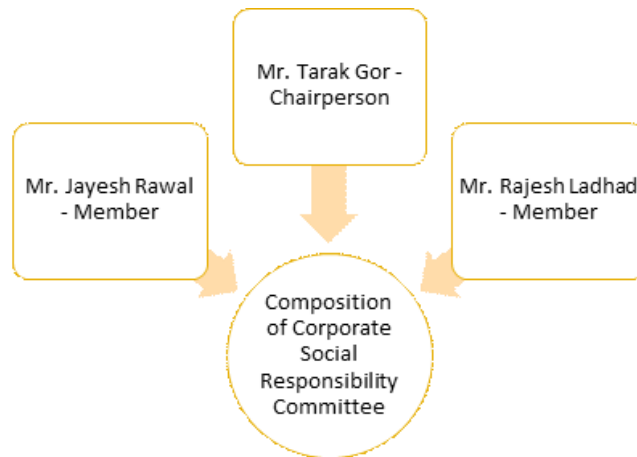 Mr. Tarak Gor -
Chairperson
Mr. Jayesh Rawal
- Member
Mr. Rajesh Ladhad
- Member
Composition
of Corporate
Social
Responsibility
Committee